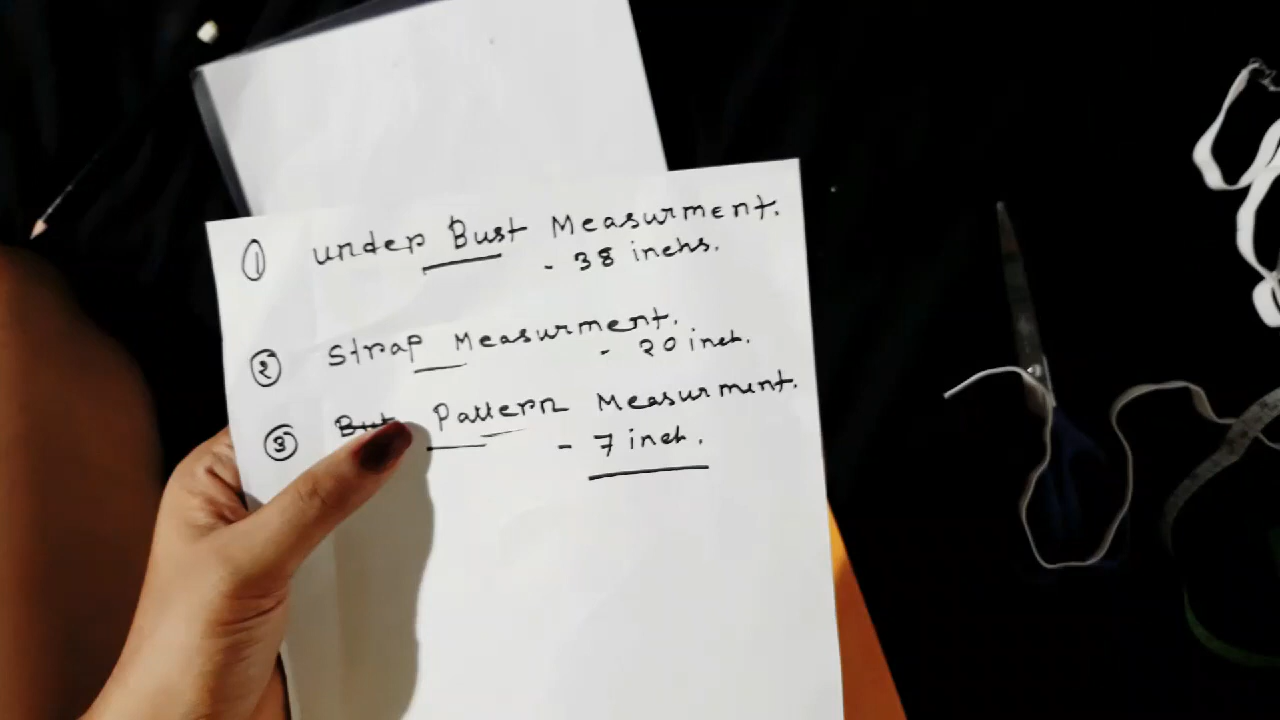 ① under Bust Measurment.
- 38 inchs.
② Strap Measurment.
- 20 inch.
③ Pattern Measurment.
- 7 inch.